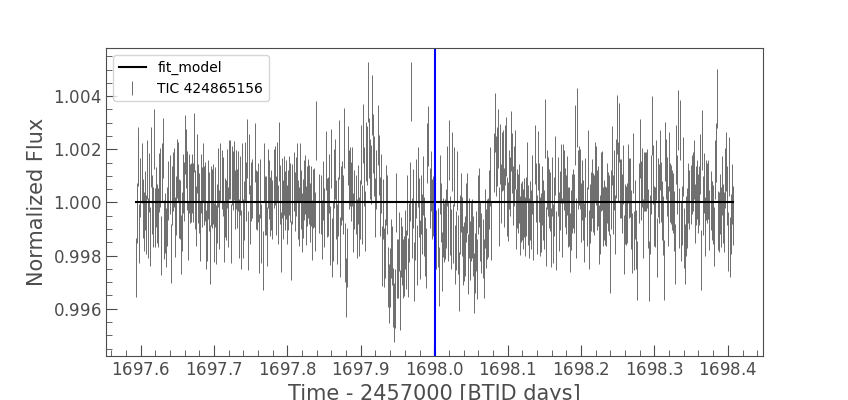 fit_model
TIC 424865156
Normalized Flux
1.004
1.002
1.000
0.998
0.996
1697.6 1697.7 1697.8 1697.9 1698.0 1698.1 1698.2 1698.3 1698.4
Time - 2457000 [BTJD days]